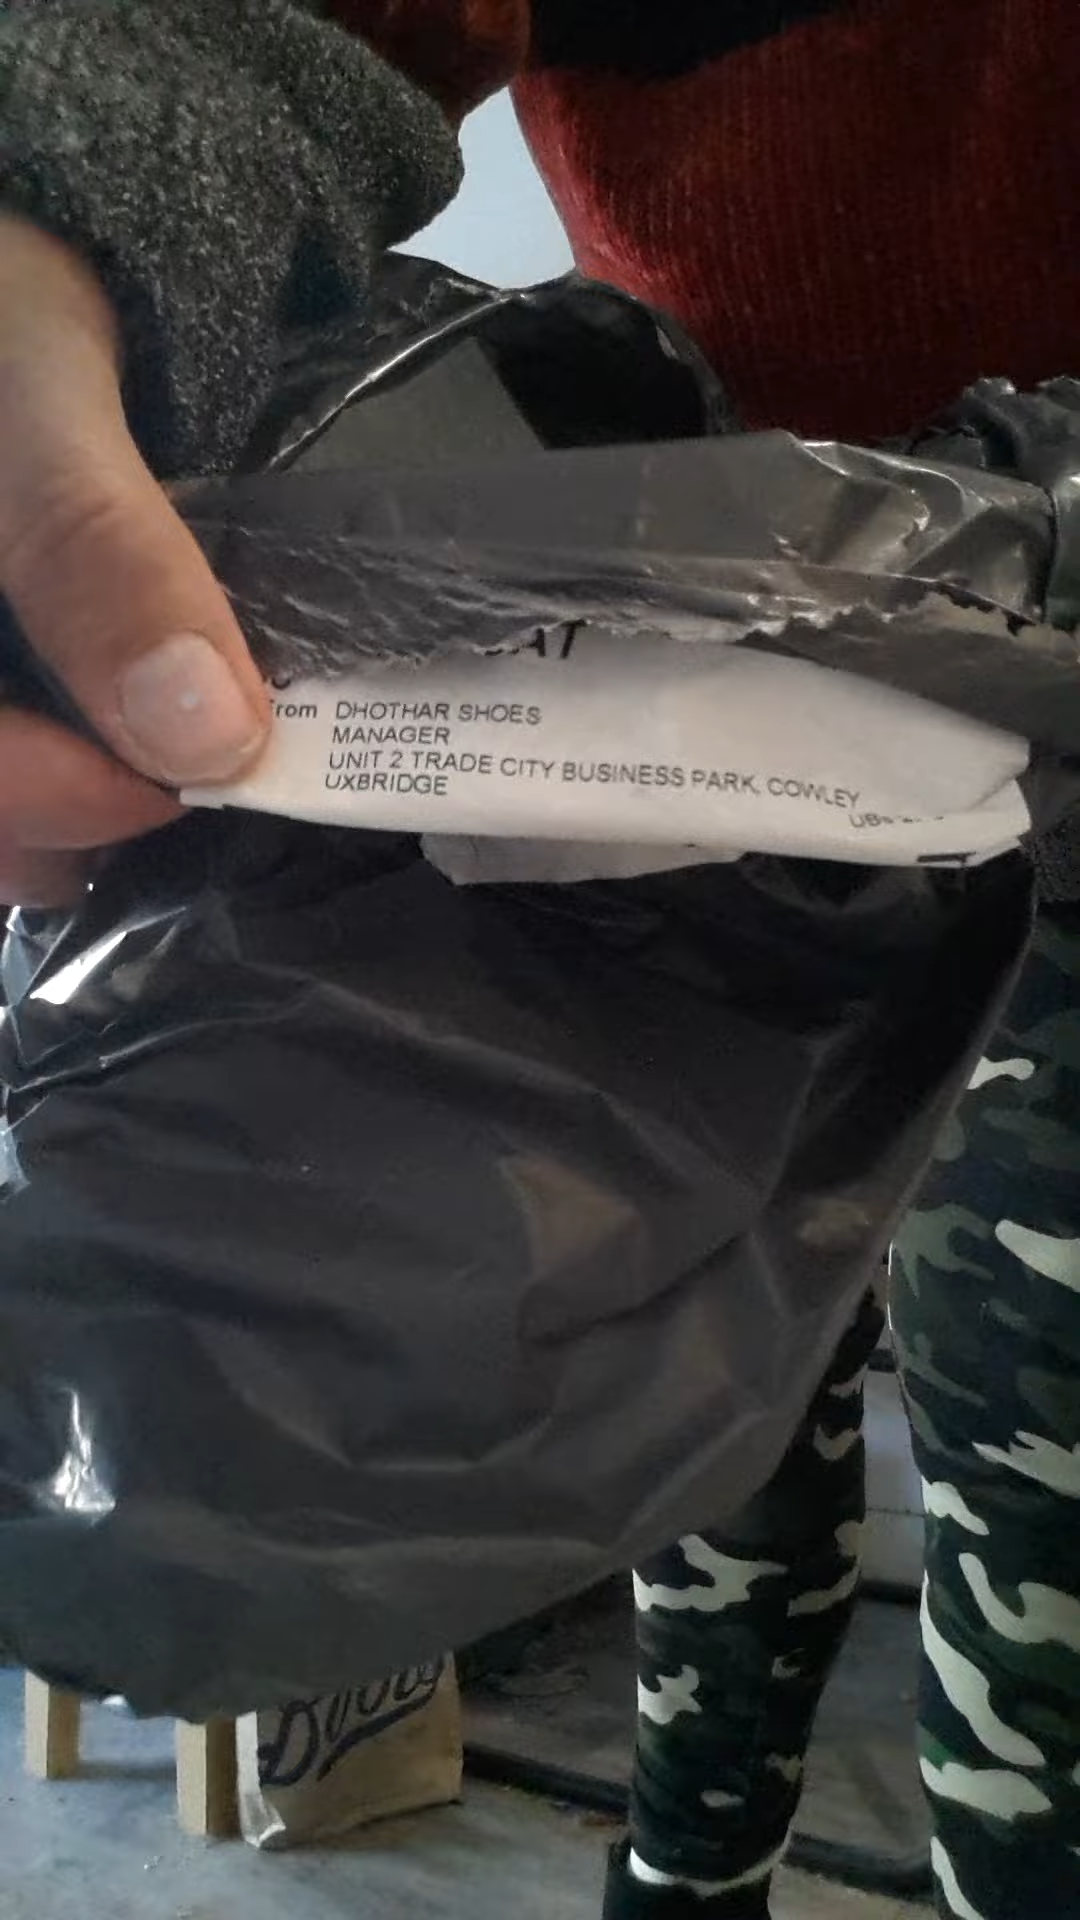 From DHOTHAR SHOES
MANAGER
UNIT 2 TRADE CITY BUSINESS PARK, COWLEY
UXBRIDGE